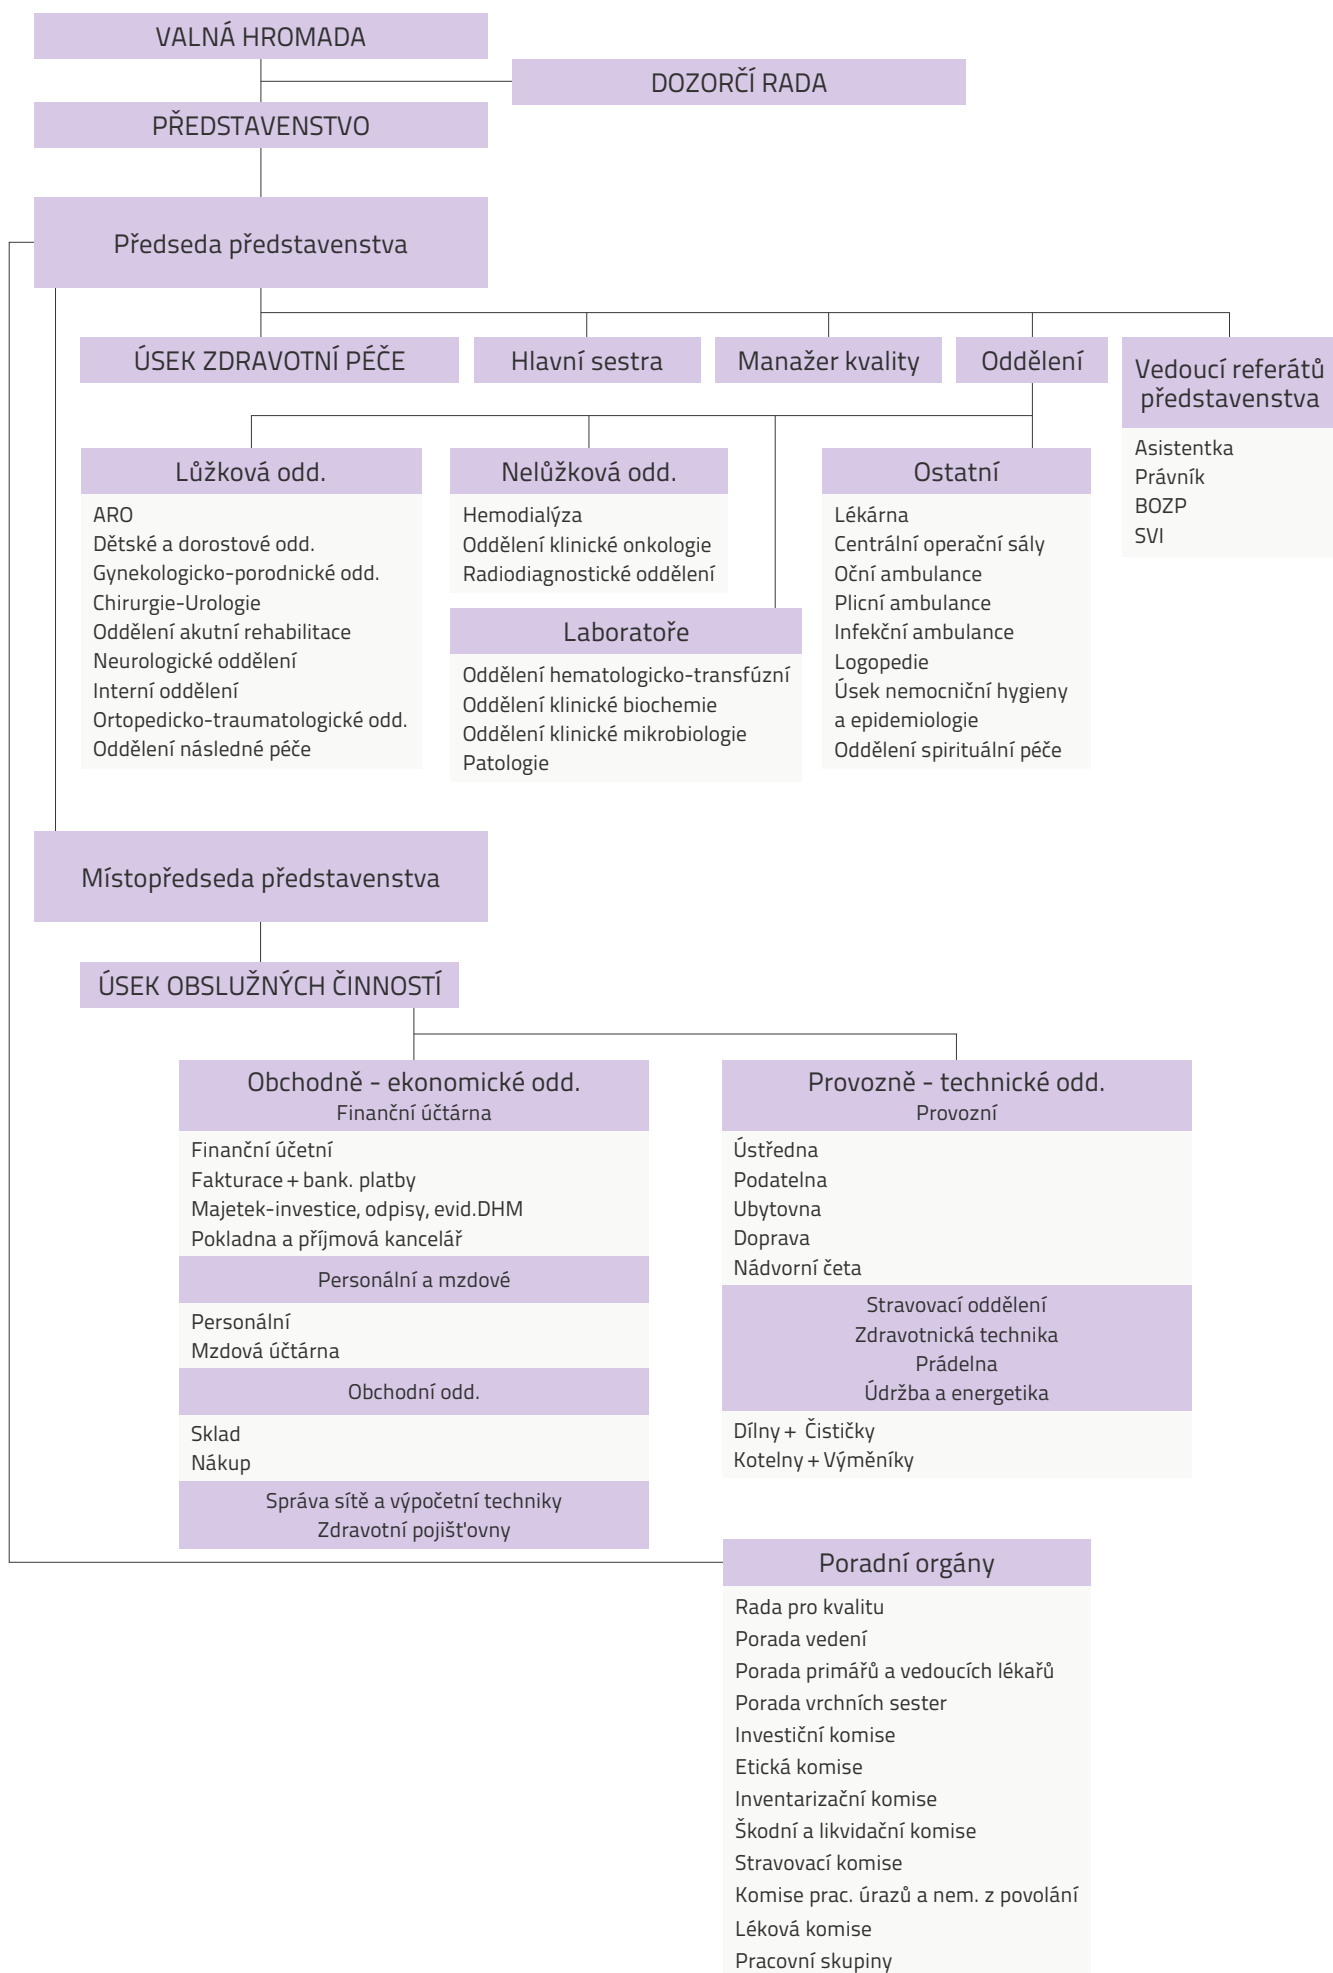 VALNÁ HROMADA
DOZORČÍ RADA
PŘEDSTAVENSTVO
Předseda představenstva
ÚSEK ZDRAVOTNÍ PÉČE
Hlavní sestra
Manažer kvality
Oddělení
Vedoucí referátů
představenstva
Asistentka
Právník
BOZP
SVI
Lůžková odd.
ARO
Dětské a dorostové odd.
Gynekologicko-porodnické odd.
Chirurgie-Urologie
Oddělení akutní rehabilitace
Neurologické oddělení
Interní oddělení
Ortopedicko-traumatologické odd.
Oddělení následné péče
Nelůžková odd.
Hemodialýza
Oddělení klinické onkologie
Radiodiagnostické oddělení
Laboratoře
Oddělení hematologicko-transfúzní
Oddělení klinické biochemie
Oddělení klinické mikrobiologie
Patologie
Ostatní
Lékárna
Centrální operační sály
Oční ambulance
Plicní ambulance
Infekční ambulance
Logopedie
Úsek nemocniční hygieny
a epidemiologie
Oddělení spirituální péče
Místopředseda představenstva
ÚSEK OBSLUŽNÝCH ČINNOSTÍ
Obchodně - ekonomické odd.
Finanční účtárna
Finanční účetní
Fakturace + bank. platby
Majetek-investice, odpisy, evid.DHM
Pokladna a příjmová kancelář
Personální a mzdové
Personální
Mzdová účtárna
Obchodní odd.
Sklad
Nákup
Správa sítě a výpočetní techniky
Zdravotní pojišt'ovny
Provozně - technické odd.
Provozní
Ústředna
Podatelna
Ubytovna
Doprava
Nádvorní četa
Stravovací oddělení
Zdravotnická technika
Prádelna
Údržba a energetika
Dílny + Čističky
Kotelny + Výměníky
Poradní orgány
Rada pro kvalitu
Porada vedení
Porada primářů a vedoucích lékařů
Porada vrchních sester
Investiční komise
Etická komise
Inventarizační komise
Škodní a likvidační komise
Stravovací komise
Komise prac. úrazů a nem. z povolání
Léková komise
Pracovní skupiny